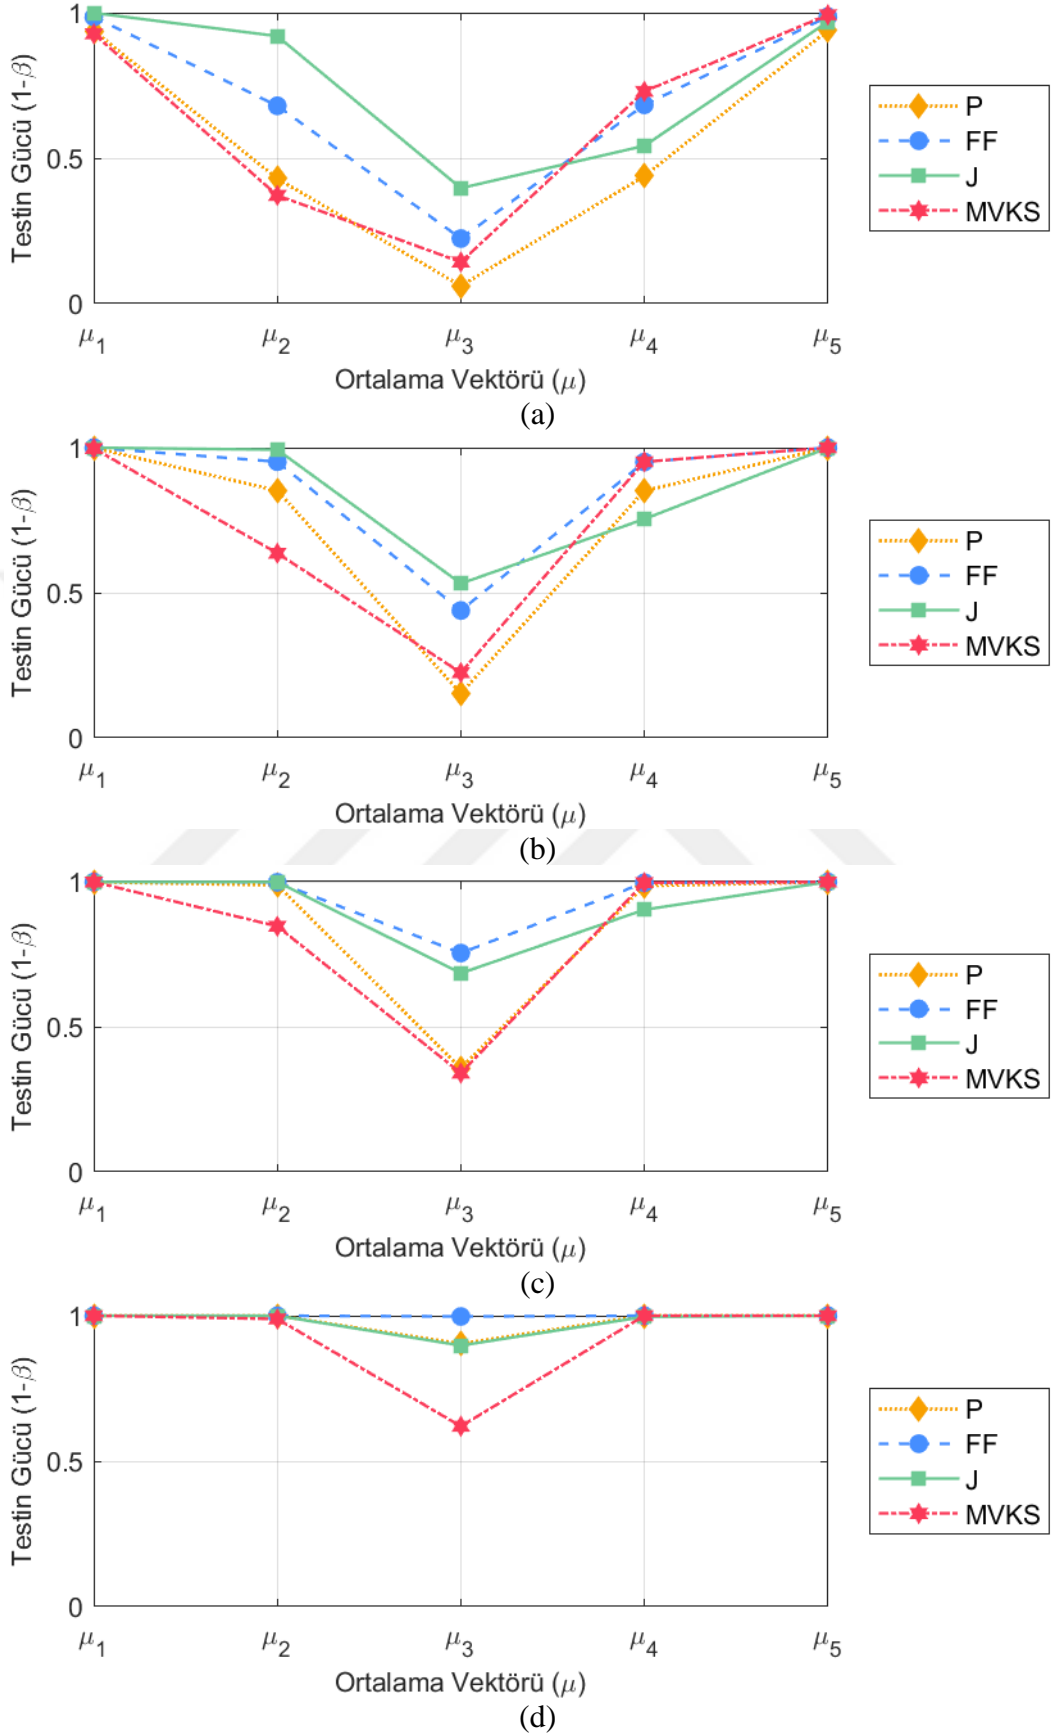 Testin Gücü (1-β)
1
0.5
0
μ1 μ2 μ3 μ4 μ5
Ortalama Vektörü (μ)
P
FF
J
MVKS
(a)
Testin Gücü (1-β)
1
0.5
0
μ1 μ2 μ3 μ4 μ5
Ortalama Vektörü (μ)
P
FF
J
MVKS
(b)
Testin Gücü (1-β)
1
0.5
0
μ1 μ2 μ3 μ4 μ5
Ortalama Vektörü (μ)
P
FF
J
MVKS
(c)
Testin Gücü (1-β)
1
0.5
0
μ1 μ2 μ3 μ4 μ5
Ortalama Vektörü (μ)
P
FF
J
MVKS
(d)